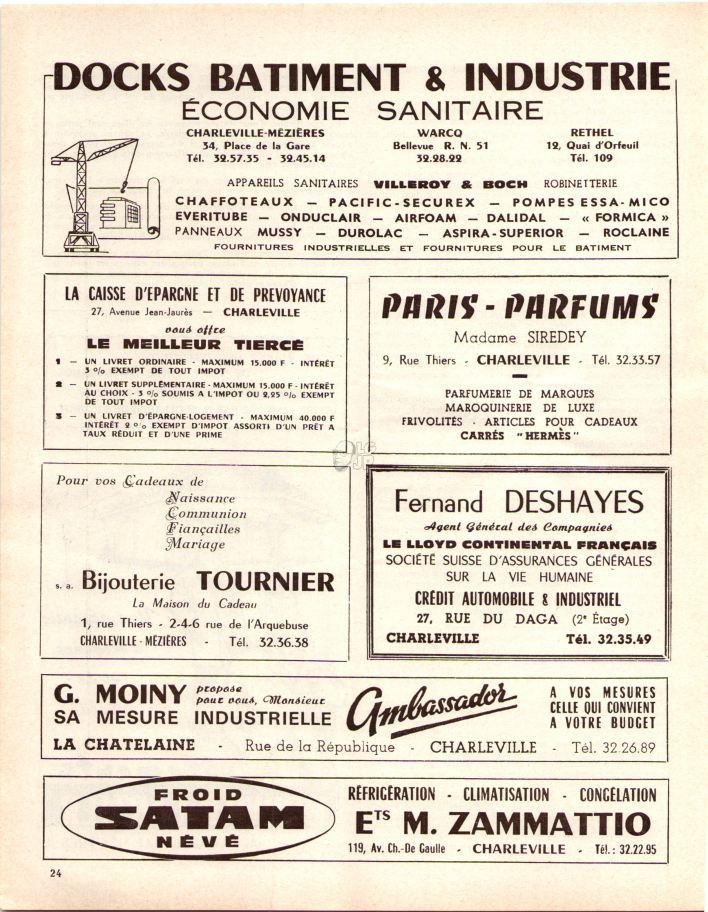 DOCKS BATIMENT & INDUSTRIE
ÉCONOMIE SANITAIRE
CHARLEVILLE-MÉZIÈRES
34, Place de la Gare
Tél. 32.57.35 - 32.45.14
WARCQ
Bellevue R. N. 51
32.28.22
RETHEL
12, Quai d'Orfeuil
Tél. 109
APPAREILS SANITAIRES VILLEROY & BOCH ROBINETTERIE
CHAFFOTEAUX — PACIFIC-SECUREX — POMPES ESSA-MICO
EVERITUBE — ONDUCLAIR — AIRFOAM — DALIDAL — « FORMICA »
PANNEAUX MUSSY — DUROLAC — ASPIRA-SUPERIOR — ROCLAINE
FOURNITURES INDUSTRIELLES ET FOURNITURES POUR LE BATIMENT
LA CAISSE D'EPARGNE ET DE PREVOYANCE
27, Avenue Jean-Jaurès — CHARLEVILLE
vous offre
LE MEILLEUR TIERCÉ
1 — UN LIVRET ORDINAIRE - MAXIMUM 15.000 F - INTÉRÊT
3 % EXEMPT DE TOUT IMPOT
2 — UN LIVRET SUPPLÉMENTAIRE - MAXIMUM 15.000 F - INTÉRÊT
AU CHOIX - 3 % SOUMIS A L'IMPOT OU 2,25 % EXEMPT
DE TOUT IMPOT
3 — UN LIVRET D'ÉPARGNE-LOGEMENT - MAXIMUM 40.000 F
INTÉRÊT 2 % EXEMPT D'IMPOT ASSORTI D'UN PRÊT A
TAUX RÉDUIT ET D'UNE PRIME
PARIS - PARFUMS
Madame SIREDEY
9, Rue Thiers - CHARLEVILLE - Tél. 32.33.57
PARFUMERIE DE MARQUES
MAROQUINERIE DE LUXE
FRIVOLITÉS - ARTICLES POUR CADEAUX
CARRÉS "HERMÈS"
Pour vos Cadeaux de
Naissance
Communion
Fiançailles
Mariage
s. a. Bijouterie TOURNIER
La Maison du Cadeau
1, rue Thiers - 2-4-6 rue de l'Arquebuse
CHARLEVILLE-MÉZIÈRES - Tél. 32.36.38
Fernand DESHAYES
Agent Général des Compagnies
LE LLOYD CONTINENTAL FRANÇAIS
SOCIÉTÉ SUISSE D'ASSURANCES GÉNÉRALES
SUR LA VIE HUMAINE
CRÉDIT AUTOMOBILE & INDUSTRIEL
27, RUE DU DAGA (2e Étage)
CHARLEVILLE Tél. 32.35.49
G. MOINY propose
pour vous, Monsieur
SA MESURE INDUSTRIELLE
Ambassador
A VOS MESURES
CELLE QUI CONVIENT
A VOTRE BUDGET
LA CHATELAINE - Rue de la République - CHARLEVILLE - Tél. 32.26.89
FROID
SATAM
NÉVÉ
RÉFRIGÉRATION - CLIMATISATION - CONGÉLATION
ETS M. ZAMMATTIO
119, Av. Ch.-De Gaulle - CHARLEVILLE - Tél. : 32.22.95
24